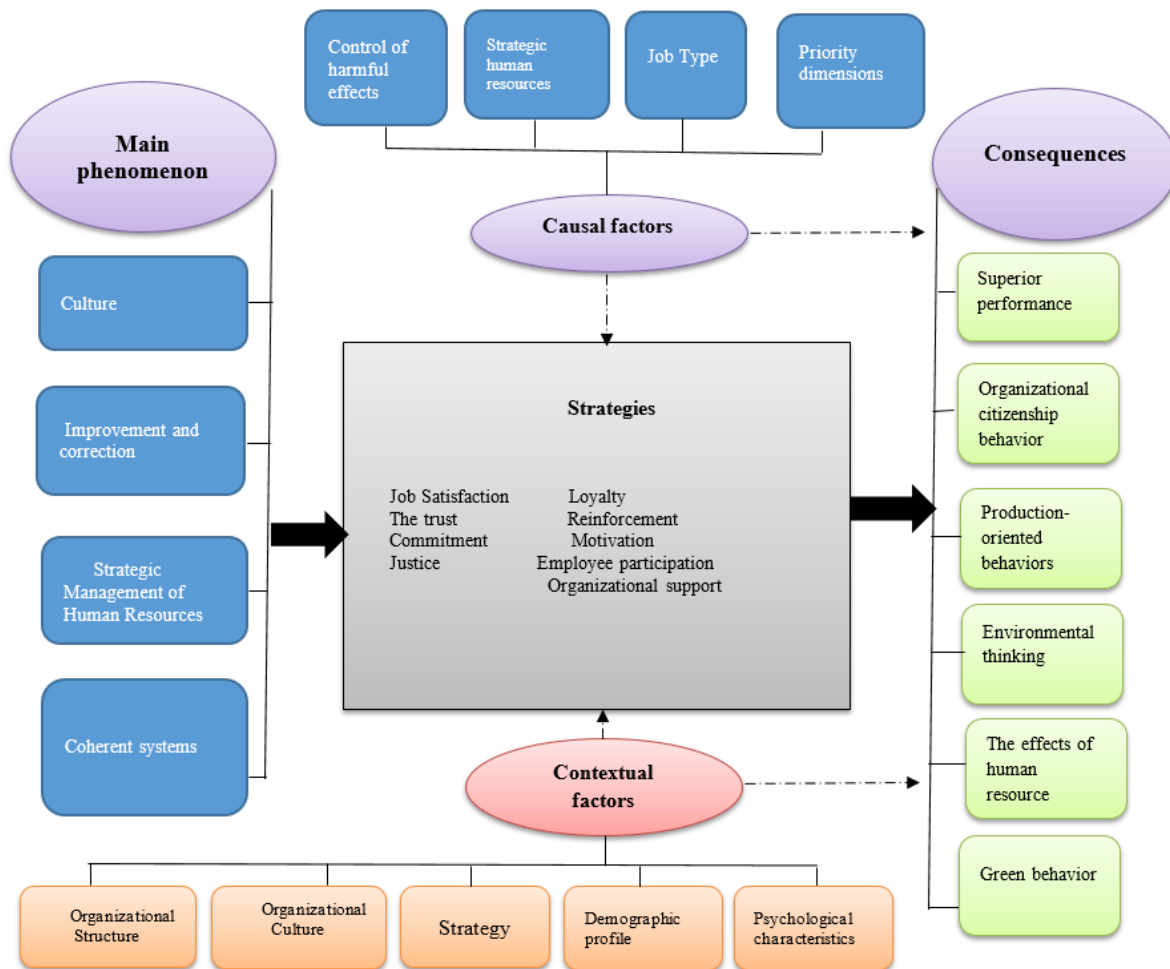 Control of
harmful
effects
Strategic
human
resources
Job Type
Priority
dimensions
Main
phenomenon
Consequences
Causal factors
Culture
Improvement and
correction
Strategic
Management of
Human Resources
Coherent systems
Strategies
Job Satisfaction Loyalty
The trust Reinforcement
Commitment Motivation
Justice Employee participation
Organizational support
Superior
performance
Organizational
citizenship
behavior
Production-
oriented
behaviors
Environmental
thinking
The effects of
human
resource
Green behavior
Contextual
factors
Organizational
Structure
Organizational
Culture
Strategy
Demographic
profile
Psychological
characteristics